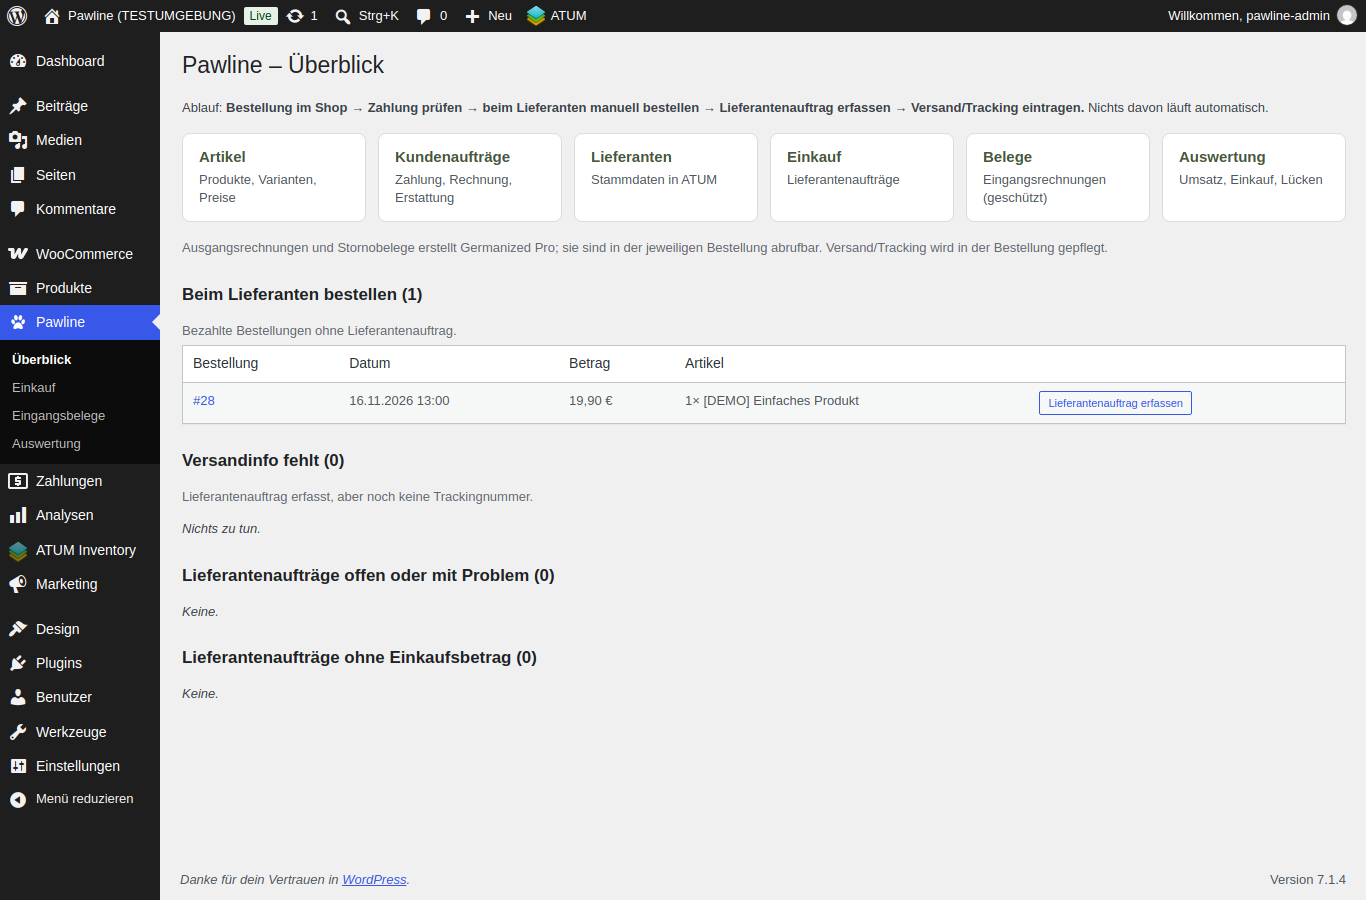 Pawline (TESTUMGEBUNG) Live 1 Strg+K 0 Neu ATUM Willkommen, pawline-admin
Dashboard
Beiträge
Medien
Seiten
Kommentare
WooCommerce
Produkte
Pawline
Überblick
Einkauf
Eingangsbelege
Auswertung
Zahlungen
Analysen
ATUM Inventory
Marketing
Design
Plugins
Benutzer
Werkzeuge
Einstellungen
Menü reduzieren
Pawline – Überblick
Ablauf: Bestellung im Shop → Zahlung prüfen → beim Lieferanten manuell bestellen → Lieferantenauftrag erfassen → Versand/Tracking eintragen. Nichts davon läuft automatisch.
Artikel
Produkte, Varianten,
Preise
Kundenaufträge
Zahlung, Rechnung,
Erstattung
Lieferanten
Stammdaten in ATUM
Einkauf
Lieferantenaufträge
Belege
Eingangsrechnungen
(geschützt)
Auswertung
Umsatz, Einkauf, Lücken
Ausgangsrechnungen und Stornobelege erstellt Germanized Pro; sie sind in der jeweiligen Bestellung abrufbar. Versand/Tracking wird in der Bestellung gepflegt.
Beim Lieferanten bestellen (1)
Bezahlte Bestellungen ohne Lieferantenauftrag.
Bestellung Datum Betrag Artikel
#28 16.11.2026 13:00 19,90 € 1× [DEMO] Einfaches Produkt Lieferantenauftrag erfassen
Versandinfo fehlt (0)
Lieferantenauftrag erfasst, aber noch keine Trackingnummer.
Nichts zu tun.
Lieferantenaufträge offen oder mit Problem (0)
Keine.
Lieferantenaufträge ohne Einkaufsbetrag (0)
Keine.
Danke für dein Vertrauen in WordPress. Version 7.1.4